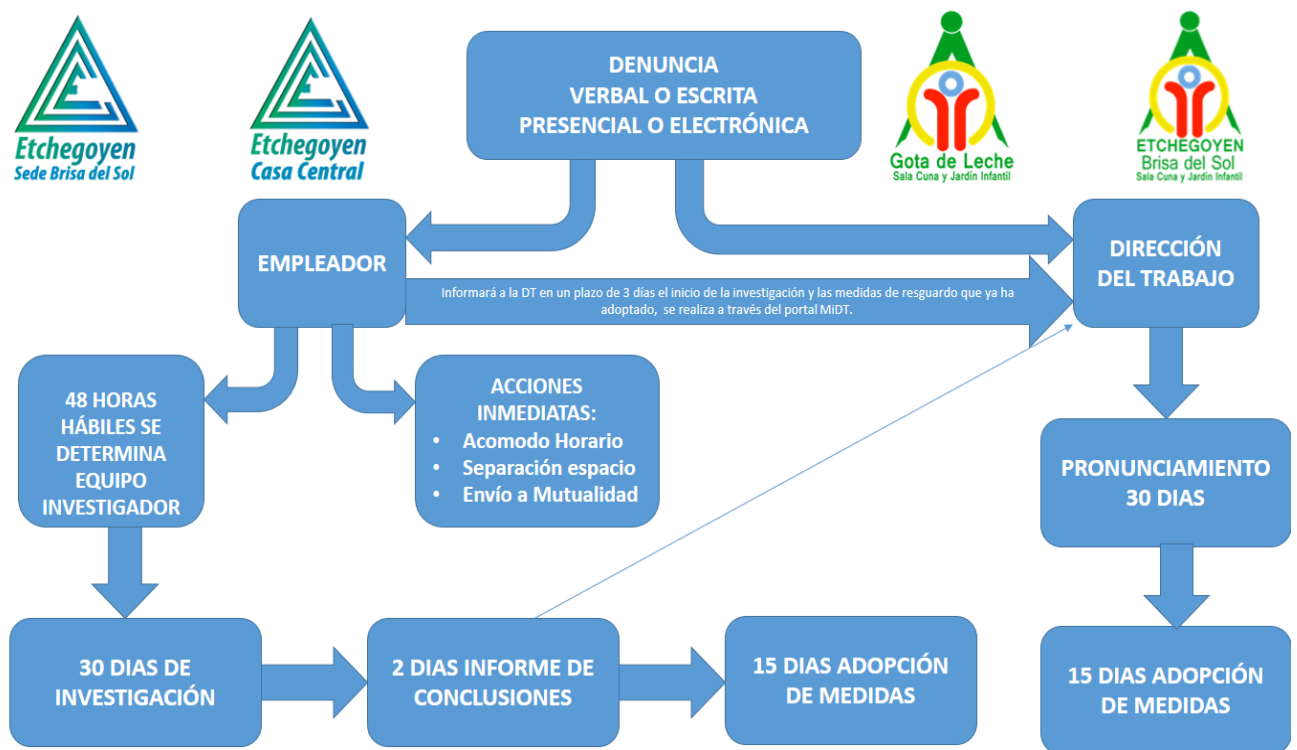 Etchegoyen
Sede Brisa del Sol
Etchegoyen
Casa Central
DENUNCIA
VERBAL O ESCRITA
PRESENCIAL O ELECTRÓNICA
Gota de Leche
Sala Cuna y Jardín Infantil
ETCHEGOYEN
Brisa del Sol
Sala Cuna y Jardín Infantil
EMPLEADOR
Informará a la DT en un plazo de 3 días el inicio de la investigación y las medidas de resguardo que ya ha
adoptado, se realiza a través del portal MiDT.
DIRECCIÓN
DEL TRABAJO
48 HORAS
HÁBILES SE
DETERMINA
EQUIPO
INVESTIGADOR
ACCIONES
INMEDIATAS:
• Acomodo Horario
• Separación espacio
• Envío a Mutualidad
PRONUNCIAMIENTO
30 DIAS
30 DIAS DE
INVESTIGACIÓN
2 DIAS INFORME DE
CONCLUSIONES
15 DIAS ADOPCIÓN
DE MEDIDAS
15 DIAS ADOPCIÓN
DE MEDIDAS